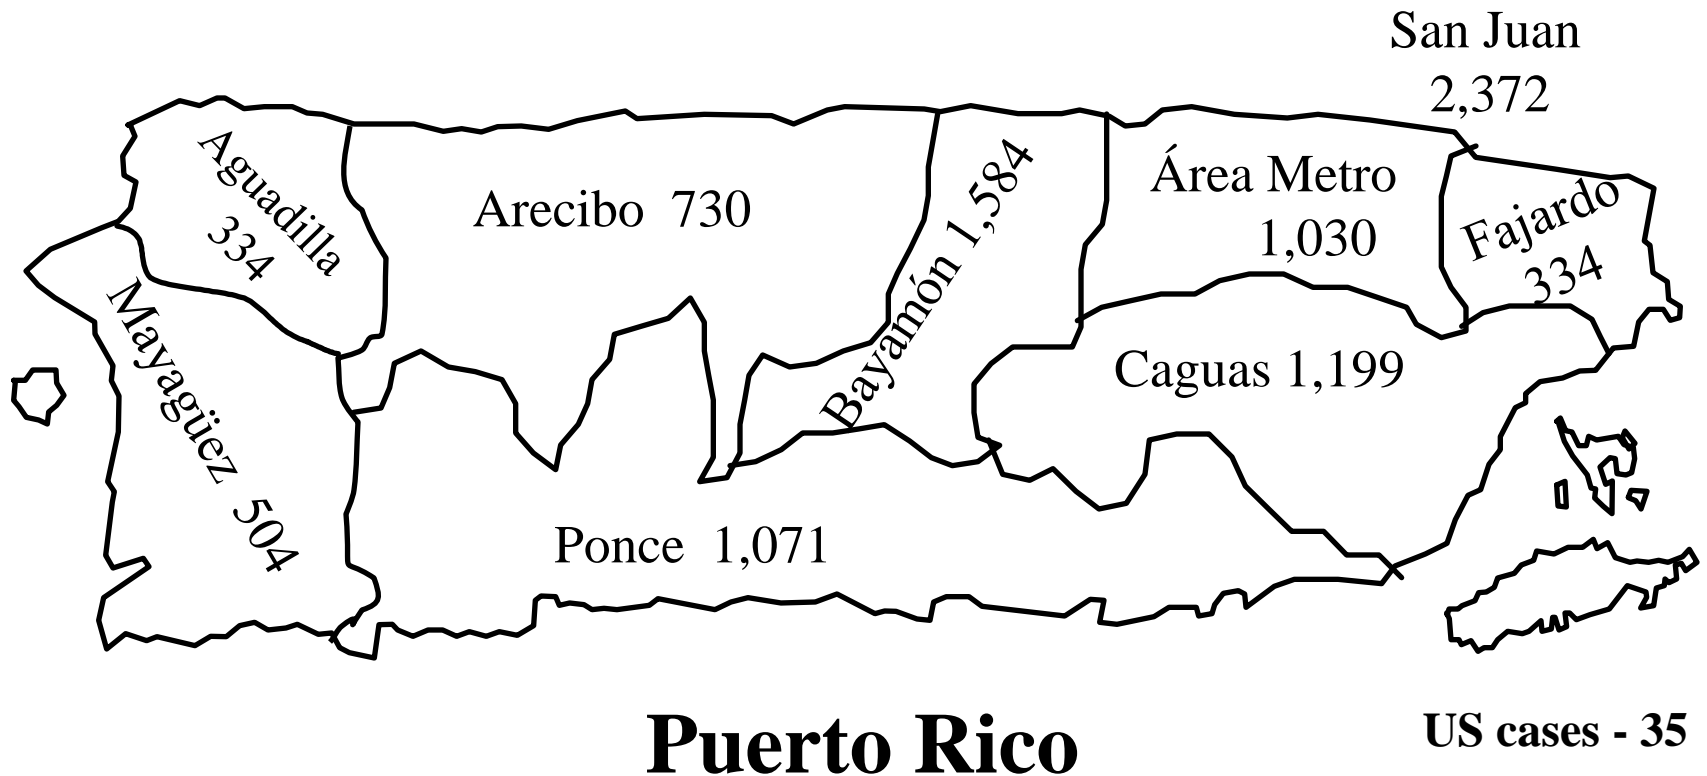 San Juan
2,372
Aguadilla
334
Arecibo 730
Bayamón 1,584
Área Metro
1,030
Fajardo
334
Mayagüez 504
Caguas 1,199
Ponce 1,071
Puerto Rico
US cases - 35